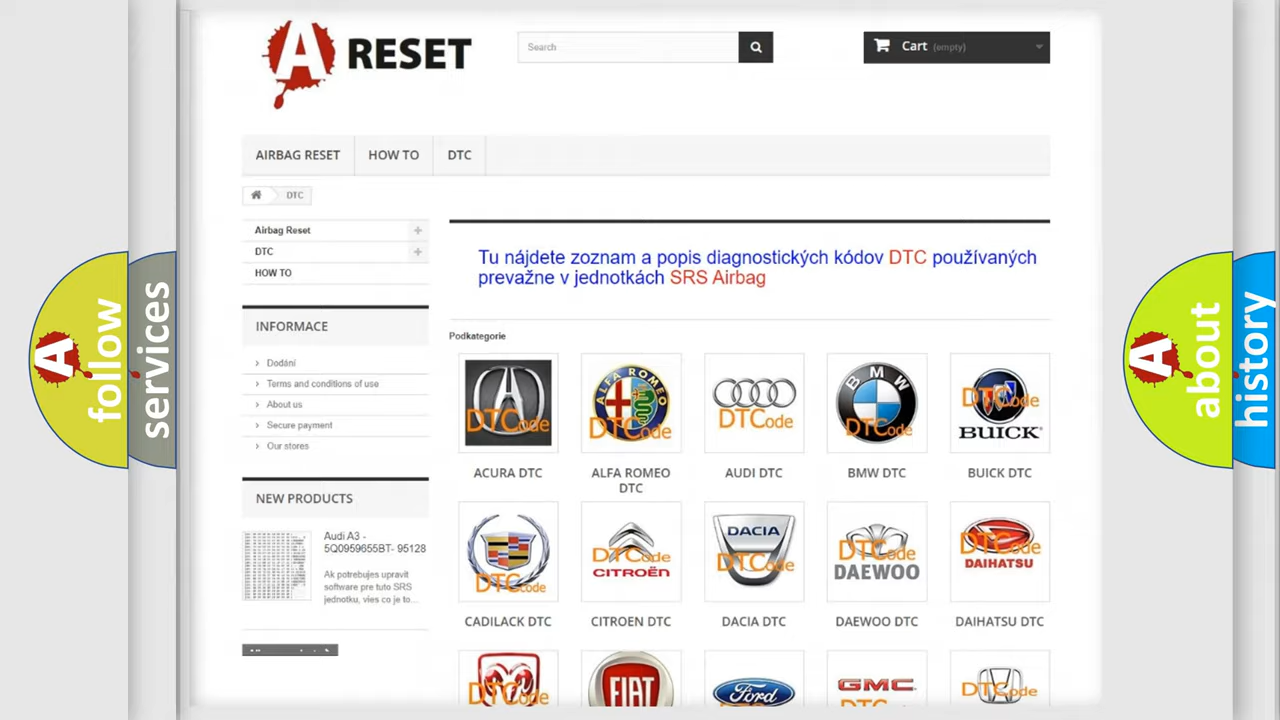 A RESET
Search
Cart (empty)
AIRBAG RESET
HOW TO
DTC
DTC
Airbag Reset
DTC
HOW TO
INFORMACE
Dodání
Terms and conditions of use
About us
Secure payment
Our stores
NEW PRODUCTS
Audi A3 -
5Q0959655BT- 95128
Ak potrebujes upravit
software pre tuto SRS
jednotku, vies co je to...
Tu nájdete zoznam a popis diagnostických kódov DTC používaných
prevažne v jednotkách SRS Airbag
Podkategorie
DTCode
ACURA DTC
ALFA ROMEO
DTCode
ALFA ROMEO
DTC
DTCode
AUDI DTC
BMW
DTCode
BMW DTC
DTCode
BUICK
BUICK DTC
DTCode
CADILACK DTC
DTCode
CITROËN
CITROEN DTC
DACIA
DTCode
DACIA DTC
DTCode
DAEWOO
DAEWOO DTC
DTCode
DAIHATSU
DAIHATSU DTC
DTCode
FIAT
Ford
GMC
DTCode
A follow
services
A about
history